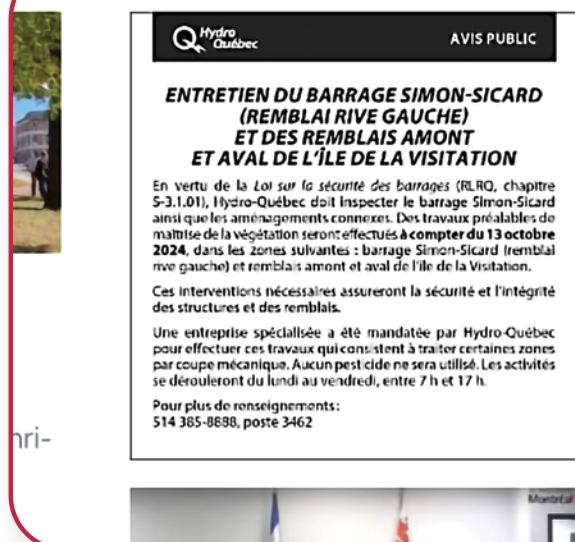 Hydro
Québec
AVIS PUBLIC
ENTRETIEN DU BARRAGE SIMON-SICARD
(REMBLAI RIVE GAUCHE)
ET DES REMBLAIS AMONT
ET AVAL DE L'ÎLE DE LA VISITATION
En vertu de la Loi sur la sécurité des barrages (RLRQ, chapitre
S-3.1.01), Hydro-Québec doit inspecter le barrage Simon-Sicard
ainsi que les aménagements connexes. Des travaux préalables de
maîtrise de la végétation seront effectués à compter du 13 octobre
2024, dans les zones suivantes : barrage Simon-Sicard (remblai
rive gauche) et remblais amont et aval de l'île de la Visitation.
Ces interventions nécessaires assureront la sécurité et l'intégrité
des structures et des remblais.
Une entreprise spécialisée a été mandatée par Hydro-Québec
pour effectuer ces travaux qui consistent à traiter certaines zones
par coupe mécanique. Aucun pesticide ne sera utilisé. Les activités
se dérouleront du lundi au vendredi, entre 7 h et 17 h.
Pour plus de renseignements :
514 385-8888, poste 3462
nri-
Montréal